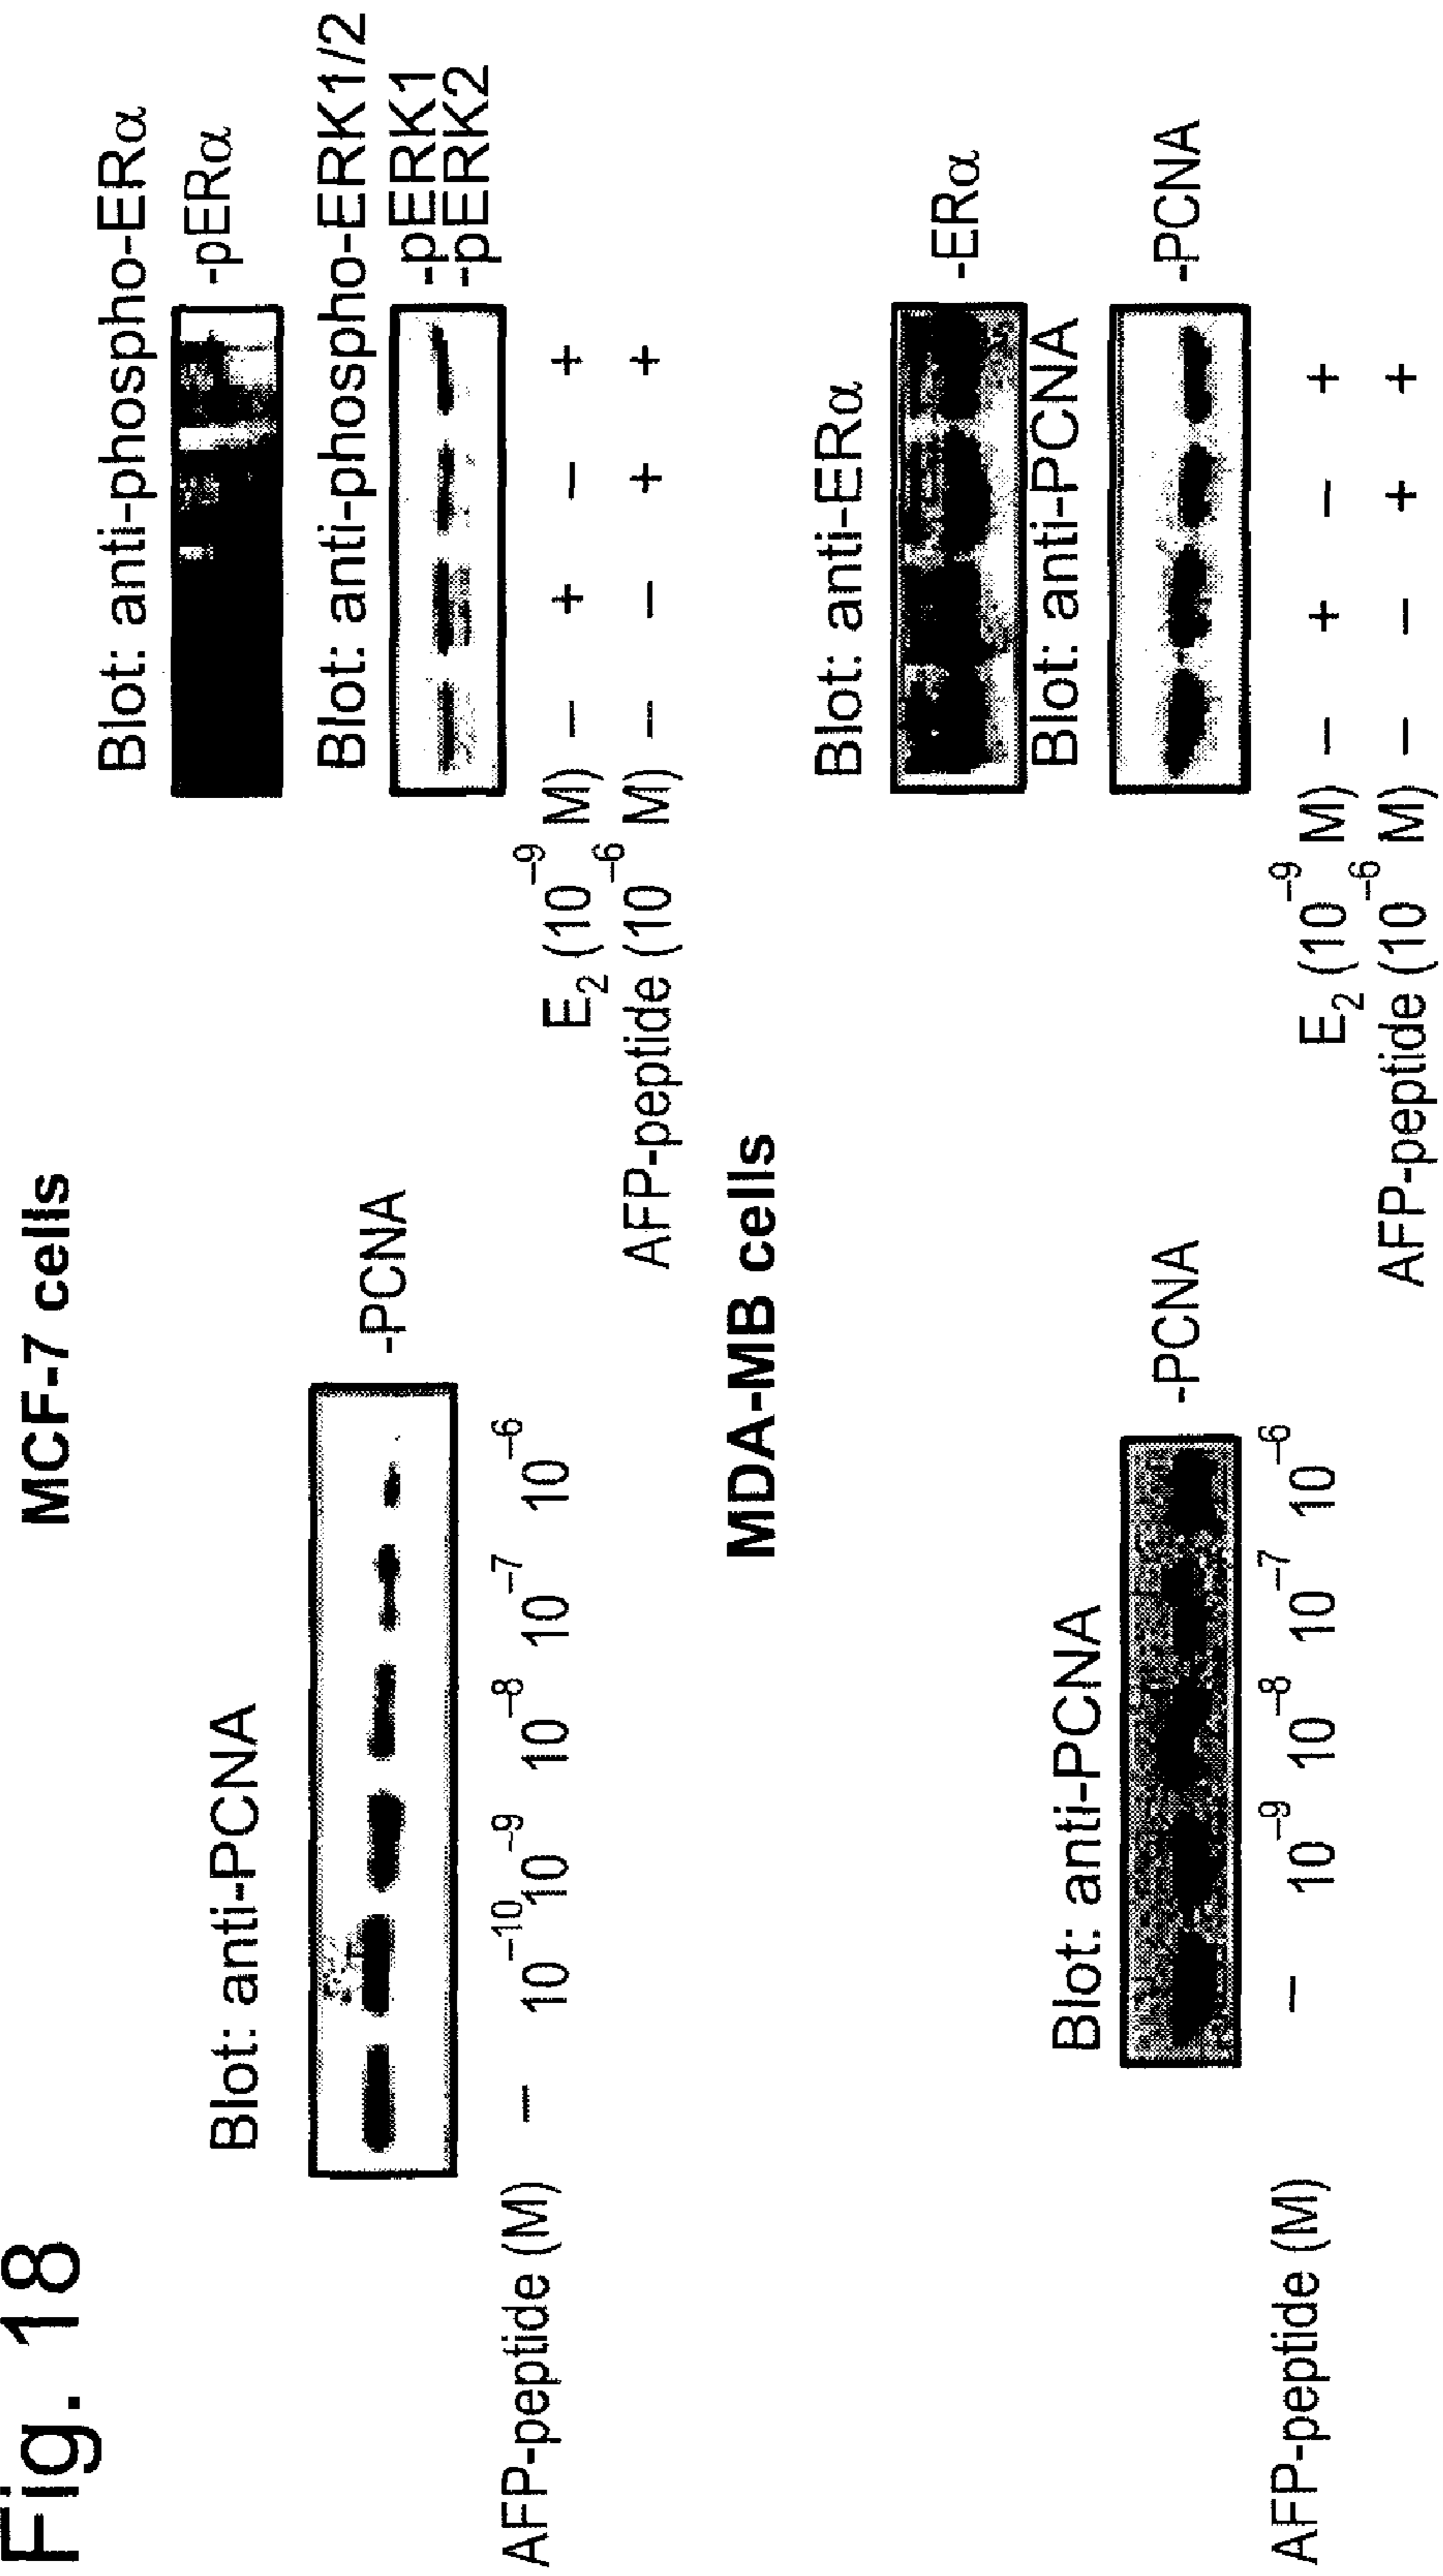 Fig. 18
MCF-7 cells
Blot: anti-PCNA
-PCNA
AFP-peptide (M) – 10⁻¹⁰ 10⁻⁹ 10⁻⁸ 10⁻⁷ 10⁻⁶
Blot: anti-phospho-ERα
-pERα
Blot: anti-phospho-ERK1/2
-pERK1
-pERK2
E₂ (10⁻⁹ M) – + – +
AFP-peptide (10⁻⁶ M) – – + +
MDA-MB cells
Blot: anti-PCNA
-PCNA
AFP-peptide (M) – 10⁻⁹ 10⁻⁸ 10⁻⁷ 10⁻⁶
Blot: anti-ERα
-ERα
Blot: anti-PCNA
-PCNA
E₂ (10⁻⁹ M) – + – +
AFP-peptide (10⁻⁶ M) – – + +